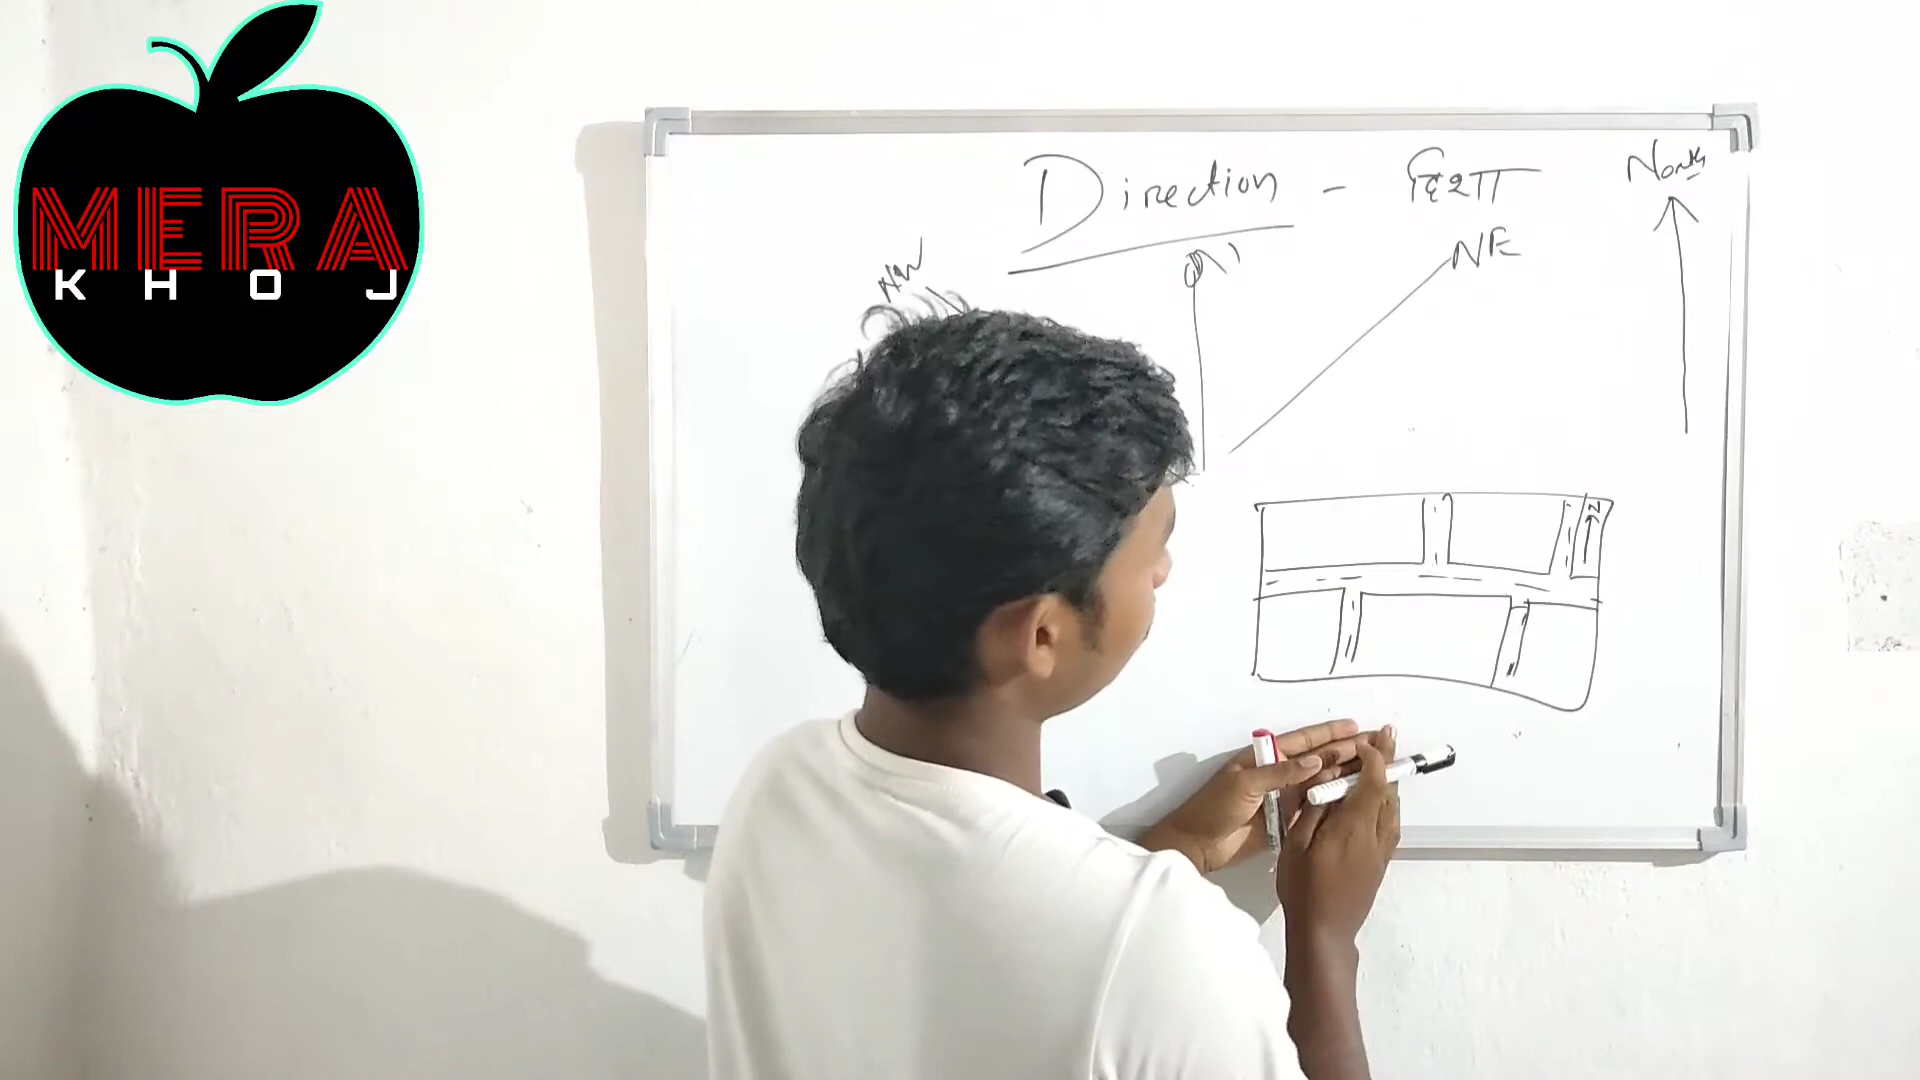 MERA
KHOJ
Direction - दिशा
North
NW
NE
N